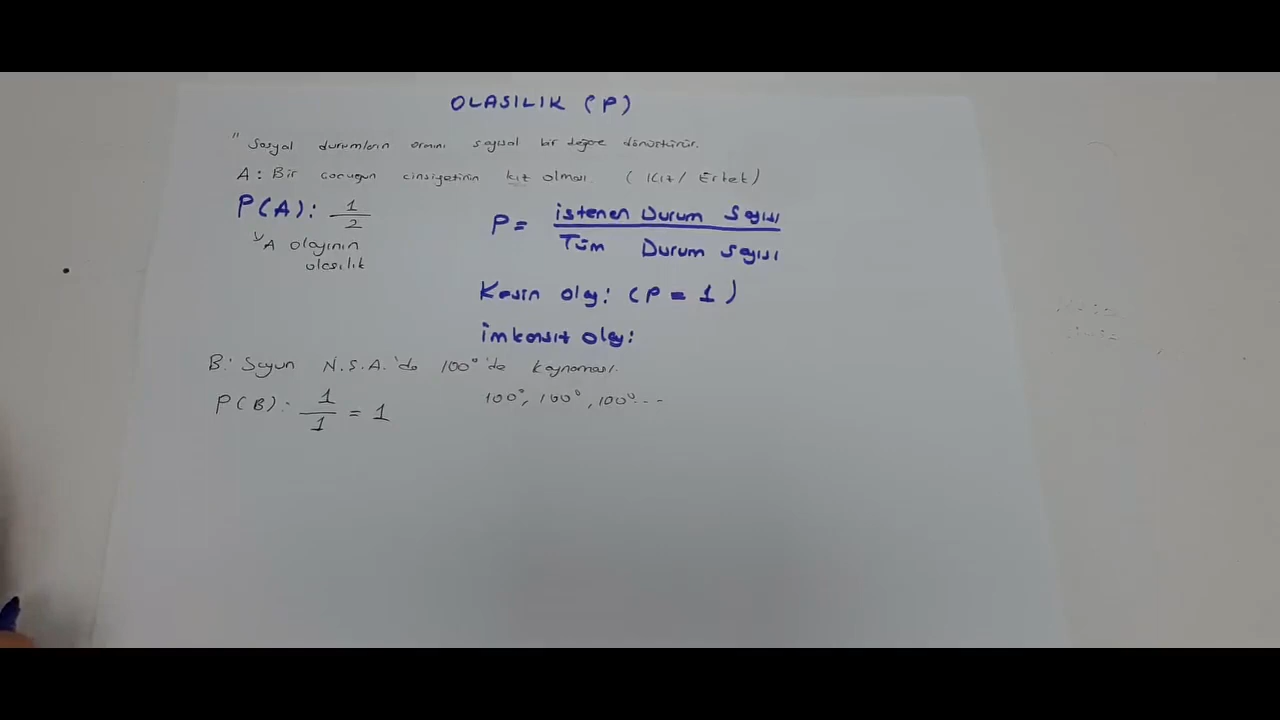 OLASILIK (P)
" Sosyal durumların oranını sayısal bir değere dönüştürür.
A : Bir çocuğun cinsiyetinin kız olması. ( Kız / Erkek )
P(A): 1/2
A olayının
olasılık
P = İstenen Durum Sayısı / Tüm Durum Sayısı
Kesin olay: (P = 1)
İmkansız olay:
B: Suyun N.Ş.A.'da 100°'de kaynaması.
P(B): 1/1 = 1
100°, 100°, 100°...